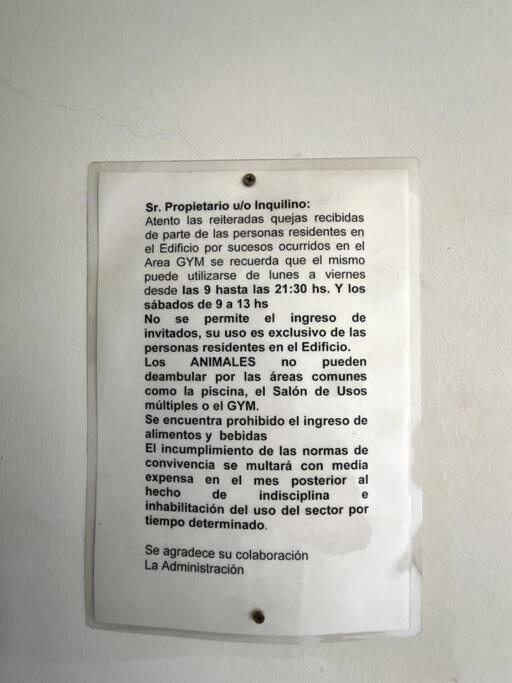 Sr. Propietario u/o Inquilino:
Atento las reiteradas quejas recibidas
de parte de las personas residentes en
el Edificio por sucesos ocurridos en el
Area GYM se recuerda que el mismo
puede utilizarse de lunes a viernes
desde las 9 hasta las 21:30 hs. Y los
sábados de 9 a 13 hs
No se permite el ingreso de
invitados, su uso es exclusivo de las
personas residentes en el Edificio.
Los ANIMALES no pueden
deambular por las áreas comunes
como la piscina, el Salón de Usos
múltiples o el GYM.
Se encuentra prohibido el ingreso de
alimentos y bebidas
El incumplimiento de las normas de
convivencia se multará con media
expensa en el mes posterior al
hecho de indisciplina e
inhabilitación del uso del sector por
tiempo determinado.
Se agradece su colaboración
La Administración